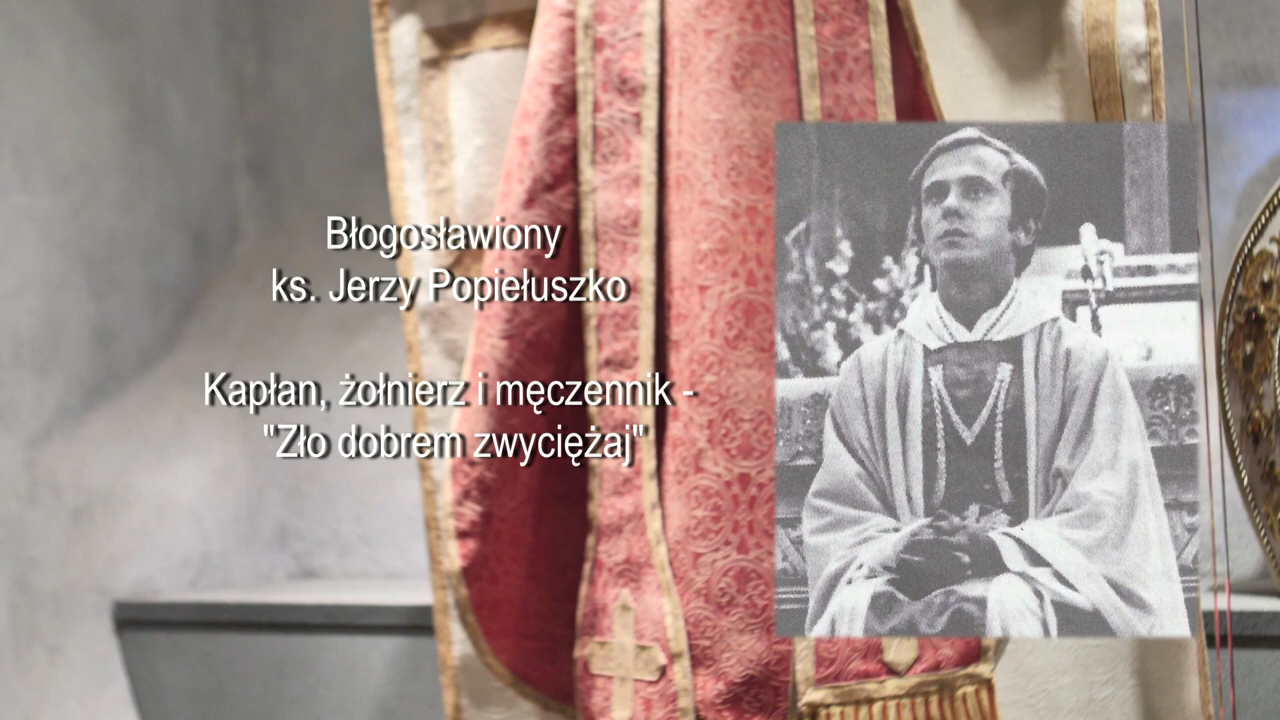 Błogosławiony
ks. Jerzy Popiełuszko
Kapłan, żołnierz i męczennik -
"Zło dobrem zwyciężaj"